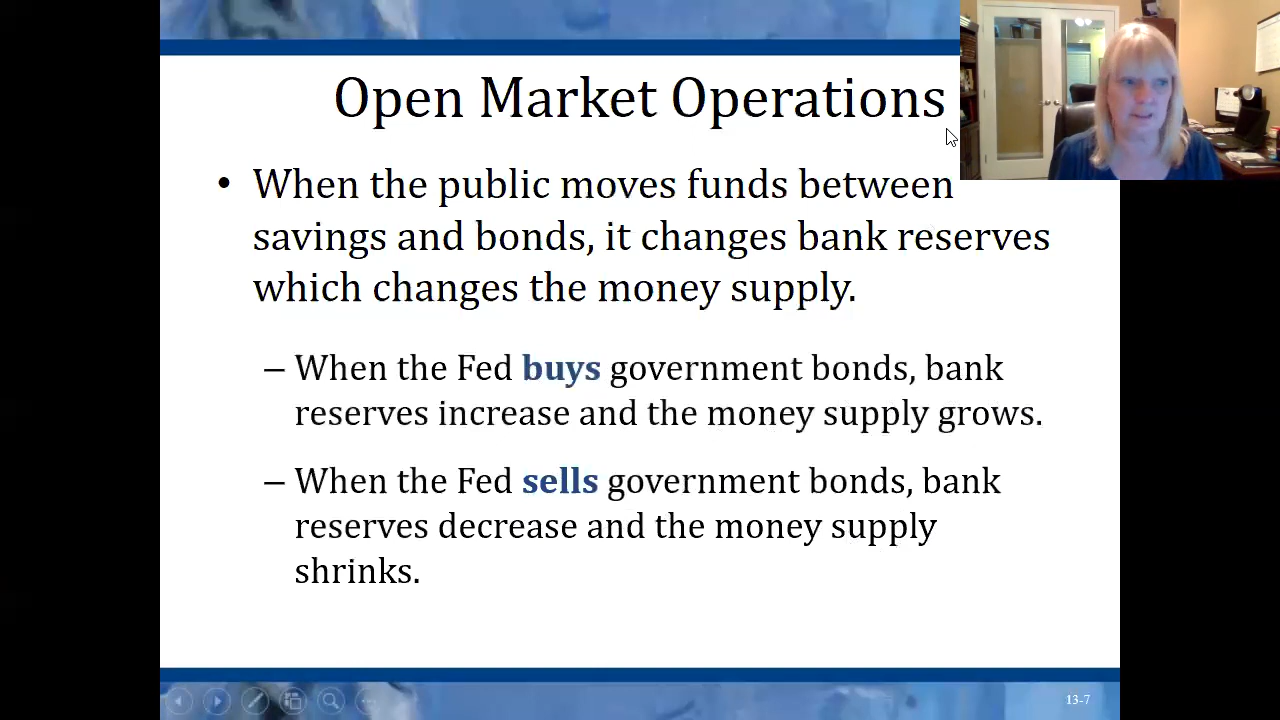 Open Market Operations
• When the public moves funds between
savings and bonds, it changes bank reserves
which changes the money supply.
– When the Fed buys government bonds, bank
reserves increase and the money supply grows.
– When the Fed sells government bonds, bank
reserves decrease and the money supply
shrinks.
13-7